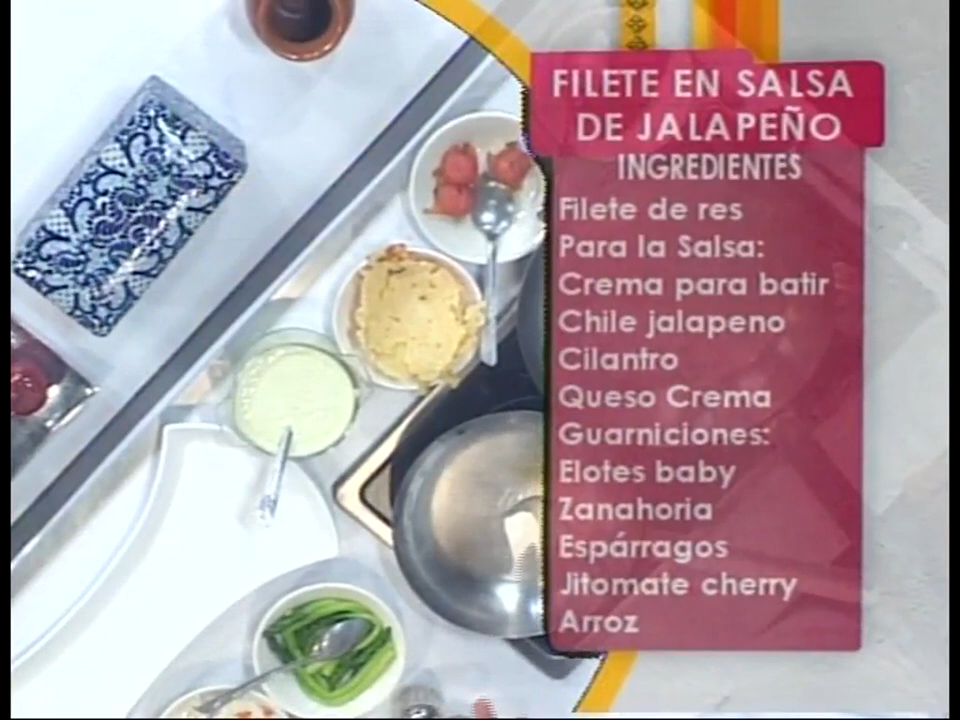 FILETE EN SALSA
DE JALAPEÑO
INGREDIENTES
Filete de res
Para la Salsa:
Crema para batir
Chile jalapeno
Cilantro
Queso Crema
Guarniciones:
Elotes baby
Zanahoria
Espárragos
Jitomate cherry
Arroz